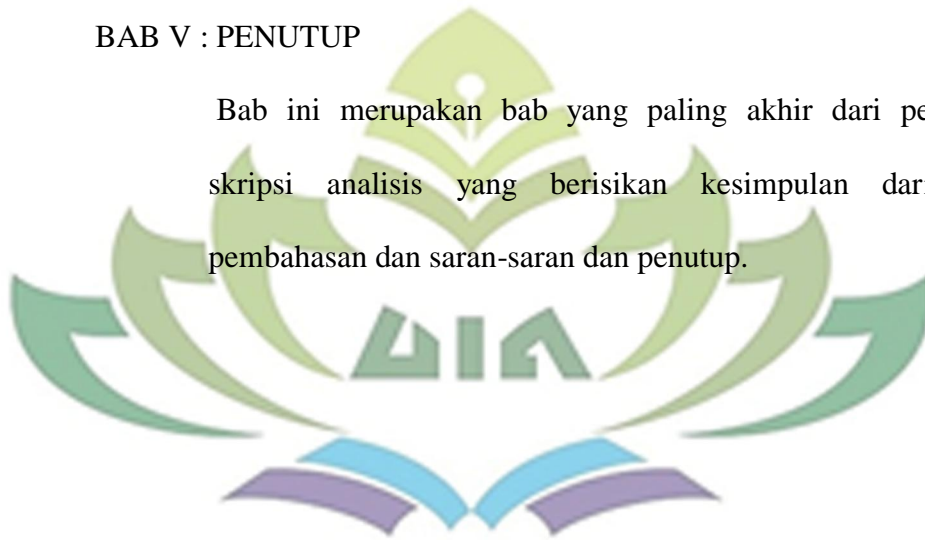 BAB V : PENUTUP
Bab ini merupakan bab yang paling akhir dari pe
skripsi analisis yang berisikan kesimpulan dari
pembahasan dan saran-saran dan penutup.
UIN